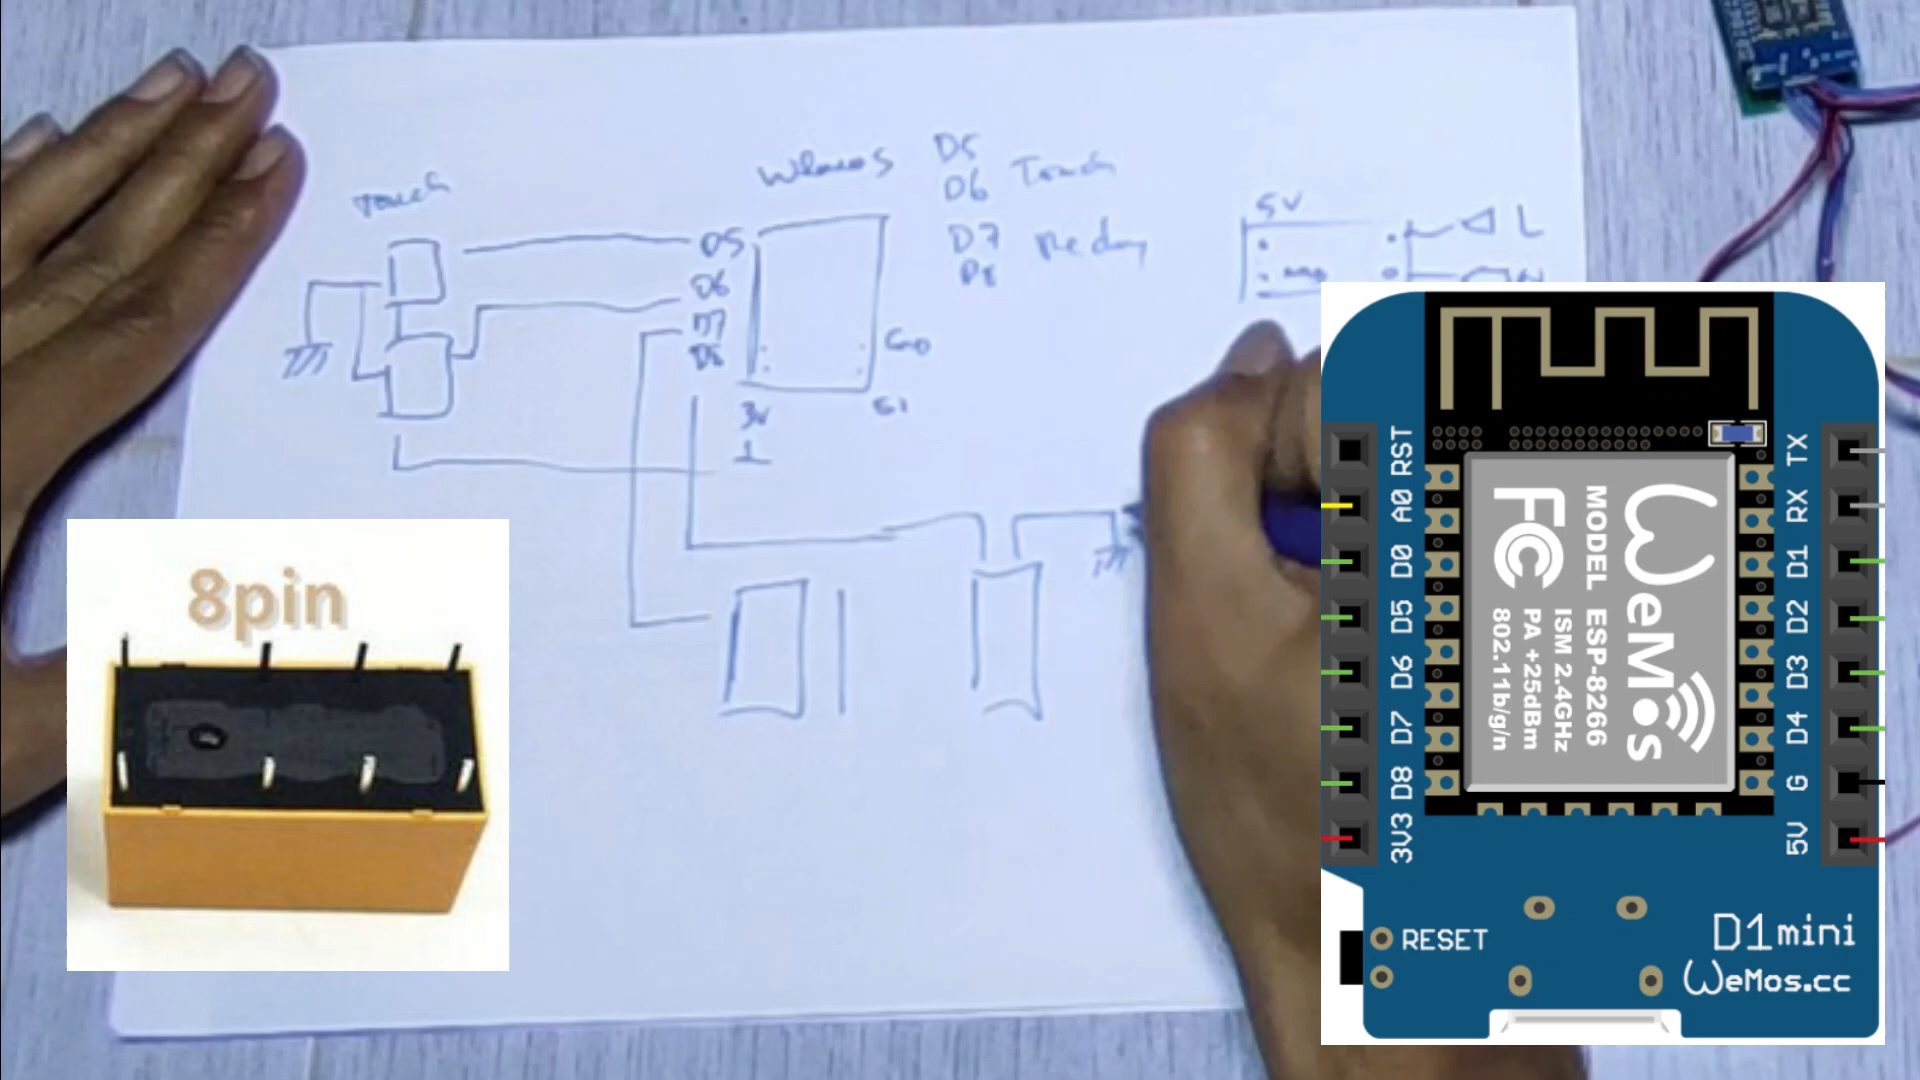 Touch
Wemos
D5
D6 Touch
D7 Relay
D8
D5
D6
D7
D8
3V
G0
5V
L
N
8pin
RST
A0
D0
D5
D6
D7
D8
3V3
TX
RX
D1
D2
D3
D4
G
5V
WeMos
MODEL ESP-8266
ISM 2.4GHz
PA +25dBm
802.11b/g/n
FC
RESET
D1mini
WeMos.cc